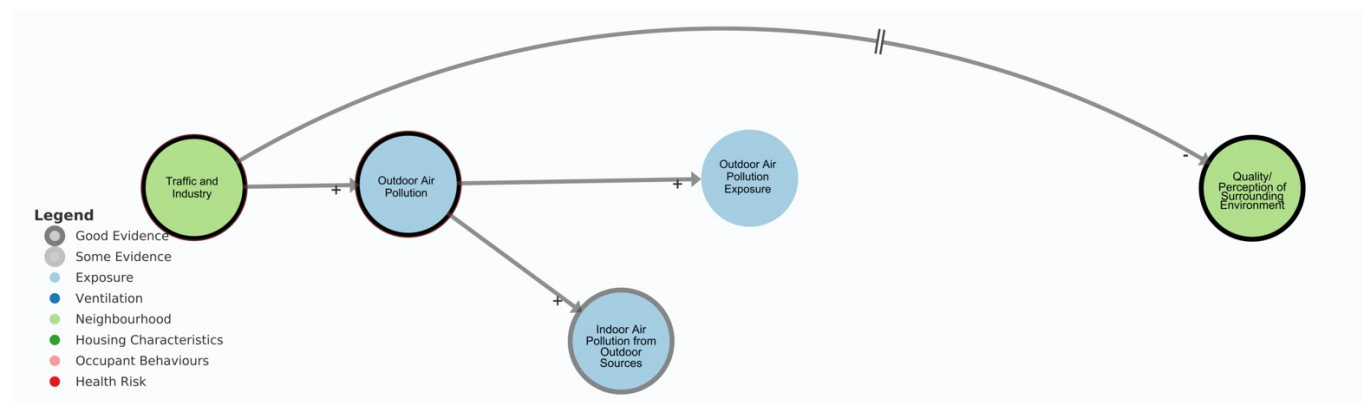 Traffic and
Industry
+
Outdoor Air
Pollution
+
Outdoor Air
Pollution
Exposure
-
Quality/
Perception of
Surrounding
Environment
+
Indoor Air
Pollution from
Outdoor
Sources
Legend
Good Evidence
Some Evidence
Exposure
Ventilation
Neighbourhood
Housing Characteristics
Occupant Behaviours
Health Risk